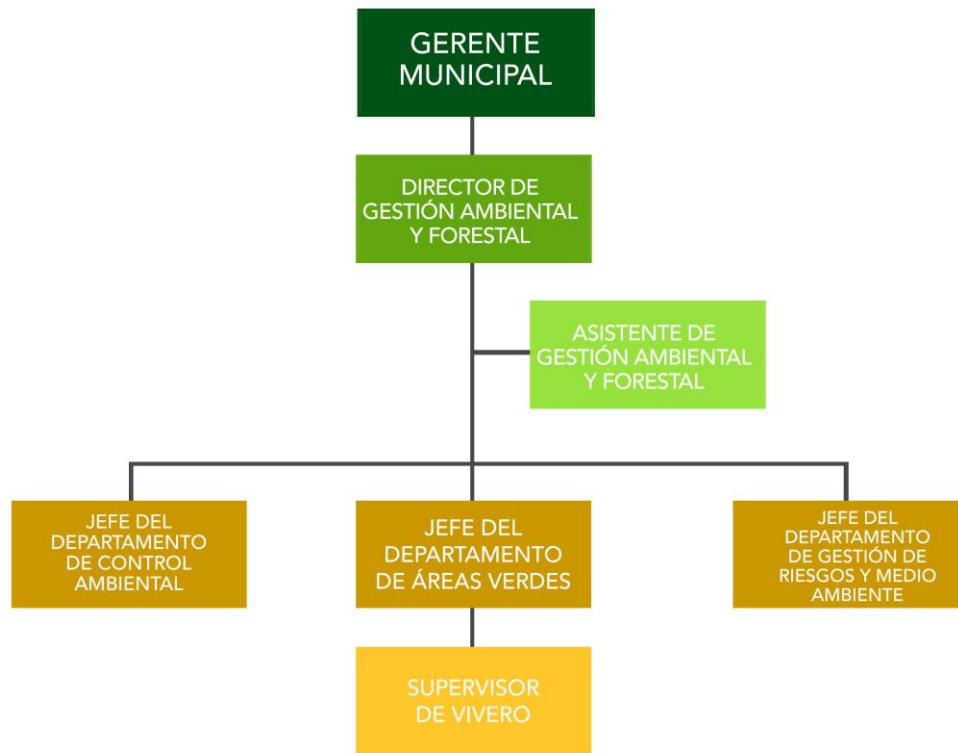 GERENTE
MUNICIPAL
DIRECTOR DE
GESTIÓN AMBIENTAL
Y FORESTAL
ASISTENTE DE
GESTIÓN AMBIENTAL
Y FORESTAL
JEFE DEL
DEPARTAMENTO
DE CONTROL
AMBIENTAL
JEFE DEL
DEPARTAMENTO
DE ÁREAS VERDES
JEFE DEL
DEPARTAMENTO
DE GESTIÓN DE
RIESGOS Y MEDIO
AMBIENTE
SUPERVISOR
DE VIVERO